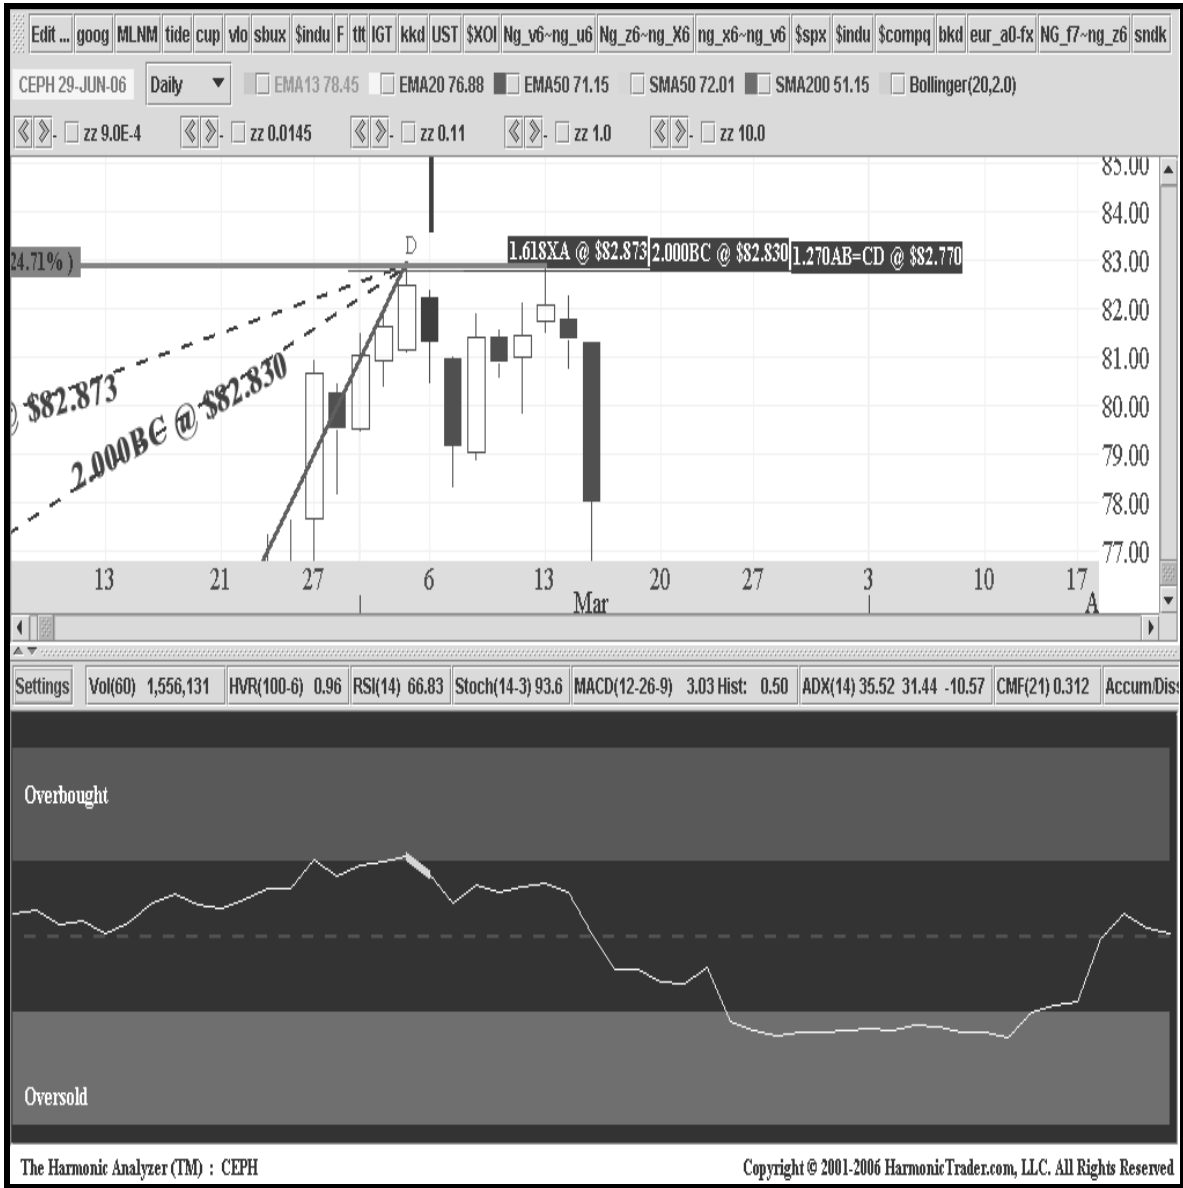 Edit ... goog MLNM tide cup vlo sbux $indu F tlt IGT kkd UST $XOI Ng_v6~ng_u6 Ng_z6~ng_X6 ng_x6~ng_v6 $spx $indu $compq bkd eur_a0-fx NG_f7~ng_z6 sndk
CEPH 29-JUN-06 Daily EMA13 78.45 EMA20 76.88 EMA50 71.15 SMA50 72.01 SMA200 51.15 Bollinger(20,2.0)
zz 9.0E-4 zz 0.0145 zz 0.11 zz 1.0 zz 10.0
85.00
84.00
D
1.618XA @ $82.873 2.000BC @ $82.830 1.270AB=CD @ $82.770
24.71% )
83.00
82.00
81.00
@ $82.873
2.000BC @ $82.830
80.00
79.00
78.00
77.00
13 21 27 6 13 20 27 3 10 17
Mar A
Settings Vol(60) 1,556,131 HVR(100-6) 0.96 RSI(14) 66.83 Stoch(14-3) 93.6 MACD(12-26-9) 3.03 Hist: 0.50 ADX(14) 35.52 31.44 -10.57 CMF(21) 0.312 Accum/Dis
Overbought
Oversold
The Harmonic Analyzer (TM) : CEPH
Copyright © 2001-2006 HarmonicTrader.com, LLC. All Rights Reserved